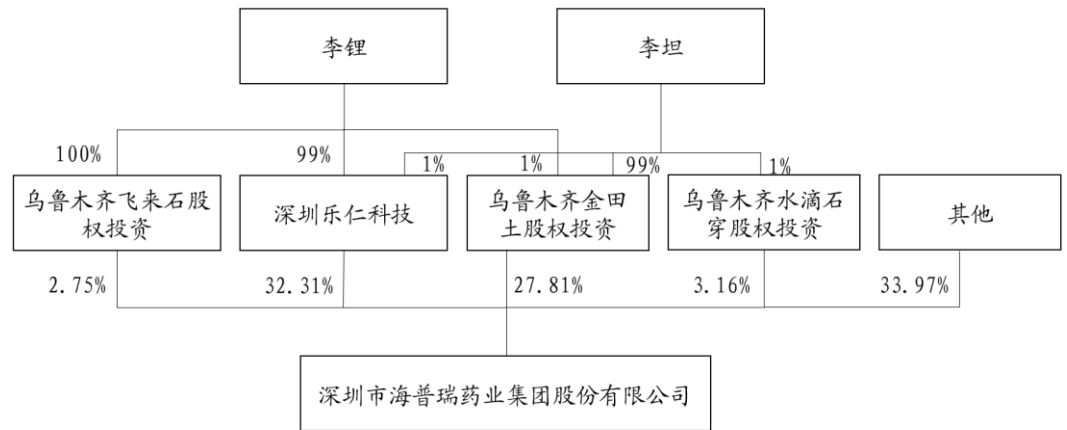 李锂
李坦
100%
99%
1%
1%
99%
1%
乌鲁木齐飞来石股
权投资
深圳乐仁科技
乌鲁木齐金田
土股权投资
乌鲁木齐水滴石
穿股权投资
其他
2.75%
32.31%
27.81%
3.16%
33.97%
深圳市海普瑞药业集团股份有限公司